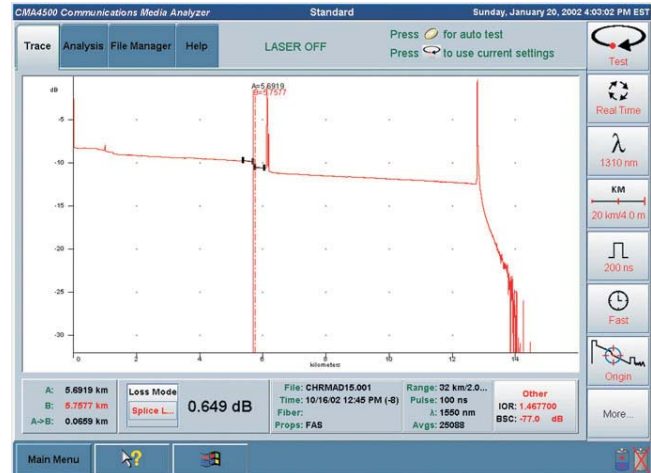 CMA4500 Communications Media Analyzer Standard Sunday, January 20, 2002 4:03:02 PM EST
Trace Analysis File Manager Help LASER OFF
Press for auto test
Press to use current settings
Test
Real Time
λ
1310 nm
KM
20 km/4.0 m
200 ns
Fast
Origin
More...
dB
A=5.6919
B=5.7577
-5
-10
-15
-20
-25
-30
0 2 4 6 8 10 12 14
kilometers
A: 5.6919 km
B: 5.7577 km
A->B: 0.0659 km
Loss Mode
Splice L...
0.649 dB
File: CHRMAD15.001
Time: 10/16/02 12:45 PM (-8)
Fiber:
Props: FAS
Range: 32 km/2.0...
Pulse: 100 ns
λ: 1550 nm
Avgs: 25088
Other
IOR: 1.467700
BSC: -77.0 dB
Main Menu
?